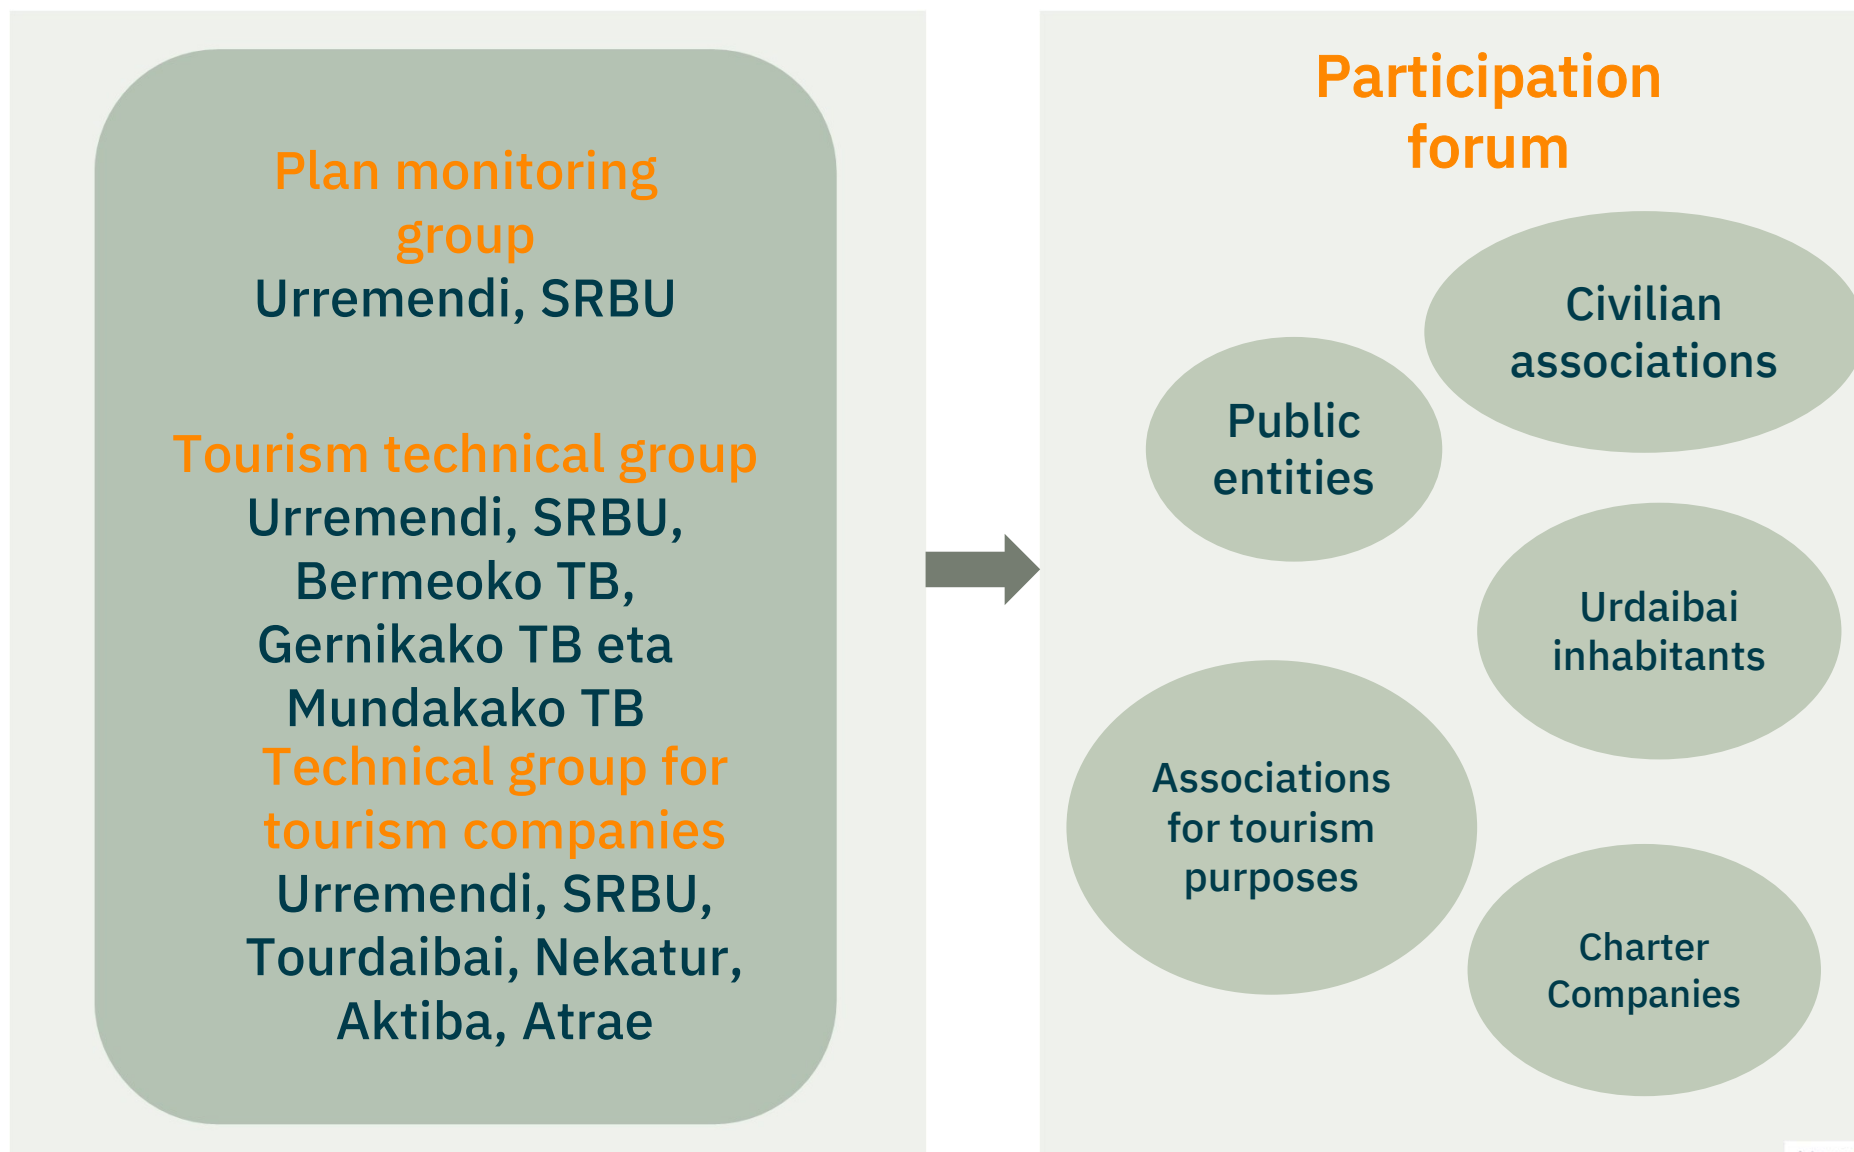 Plan monitoring
group
Urremendi, SRBU
Tourism technical group
Urremendi, SRBU,
Bermeoko TB,
Gernikako TB eta
Mundakako TB
Technical group for
tourism companies
Urremendi, SRBU,
Tourdaibai, Nekatur,
Aktiba, Atrae
Participation
forum
Civilian
associations
Public
entities
Urdaibai
inhabitants
Associations
for tourism
purposes
Charter
Companies